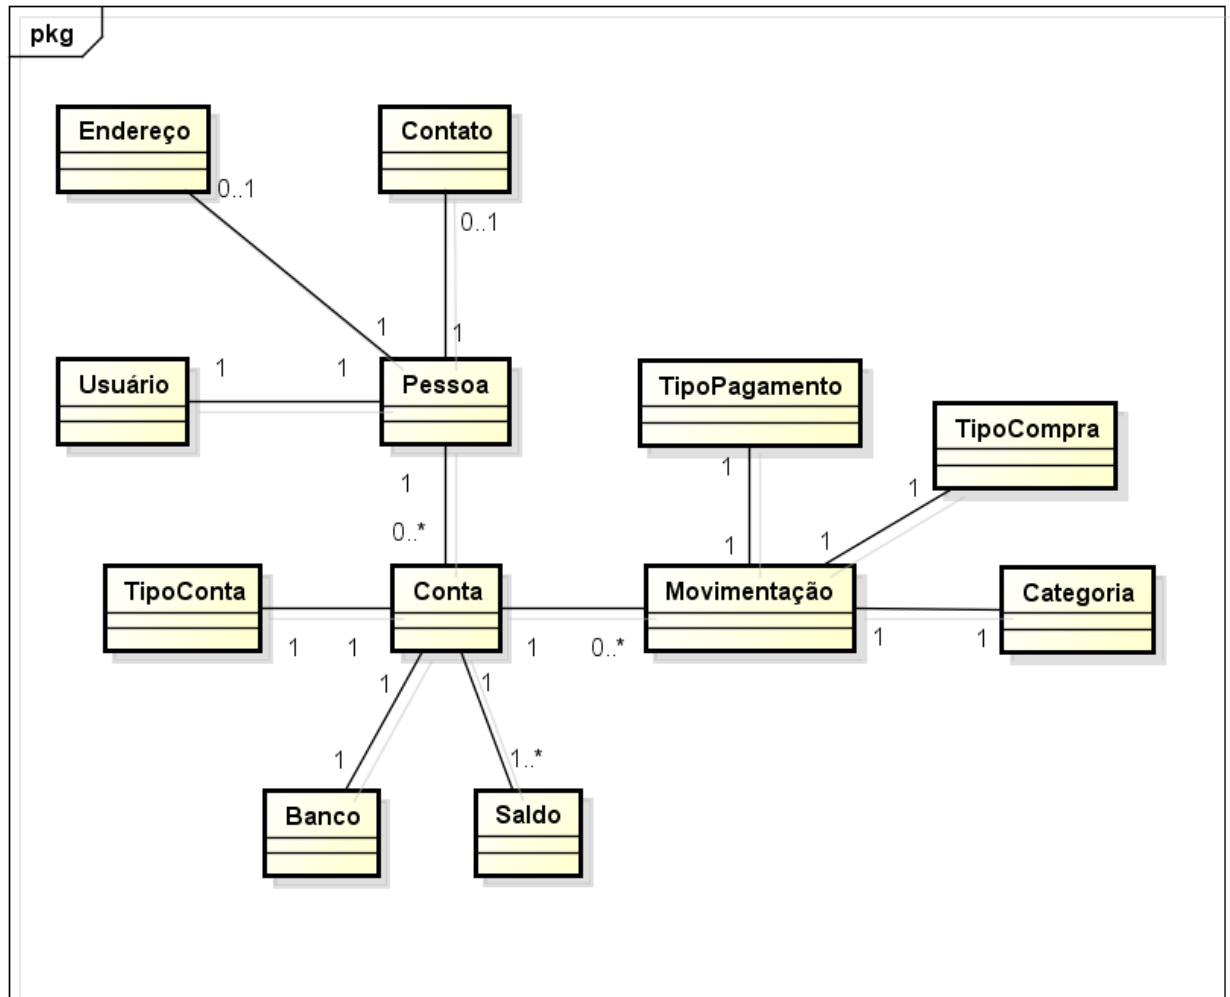 pkg
Endereço
Contato
0..1
0..1
1
1
Usuário
1
1
Pessoa
TipoPagamento
TipoCompra
1
0..*
1
1
1
1
TipoConta
Conta
Movimentação
Categoria
1
1
1
0..*
1
1
1
1
1
1..*
Banco
Saldo